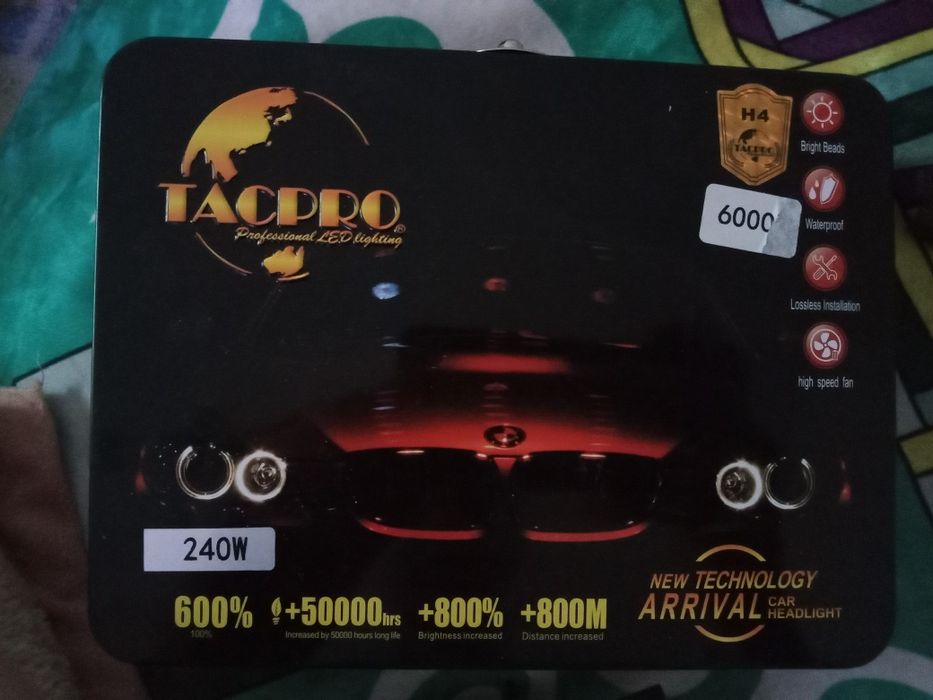 TACPRO®
Professional LED lighting
H4
TACPRO
Bright Beads
6000
Waterproof
Lossless Installation
high speed fan
240W
600%
100%
+50000hrs
Increased by 50000 hours long life
+800%
Brightness increased
+800M
Distance increased
NEW TECHNOLOGY
ARRIVAL CAR
HEADLIGHT